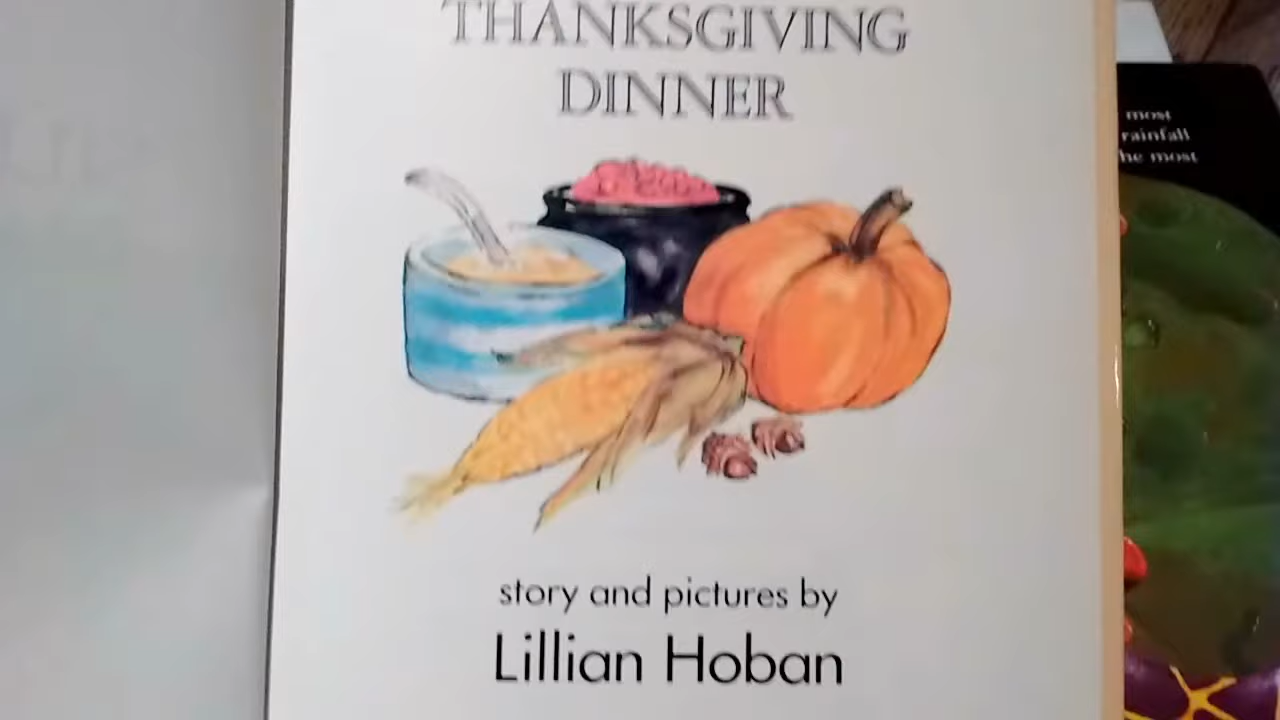 THANKSGIVING
DINNER
story and pictures by
Lillian Hoban
most
rainfall
he most